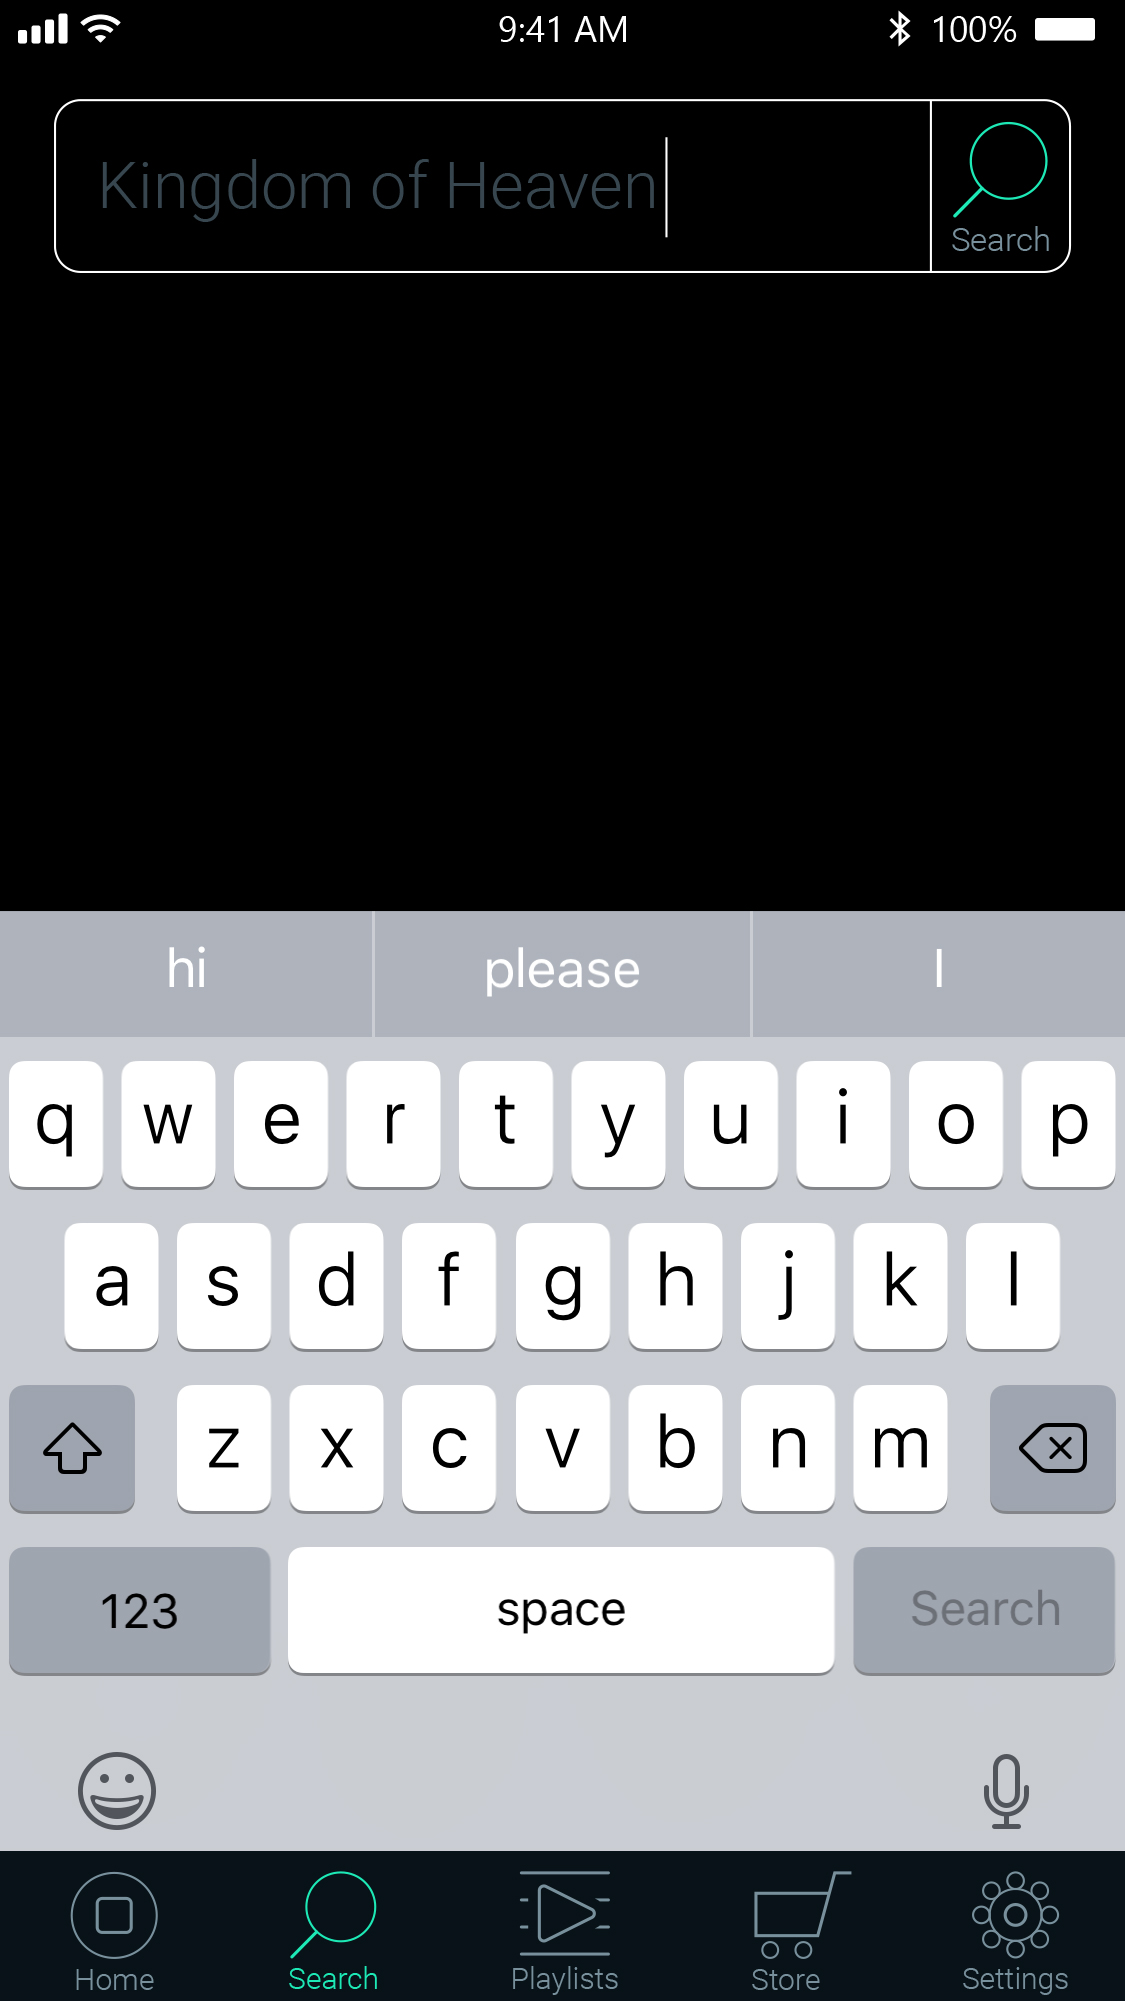 9:41 AM 100%
Kingdom of Heaven
Search
hi please I
q w e r t y u i o p
a s d f g h j k l
z x c v b n m
123 space Search
Home Search Playlists Store Settings